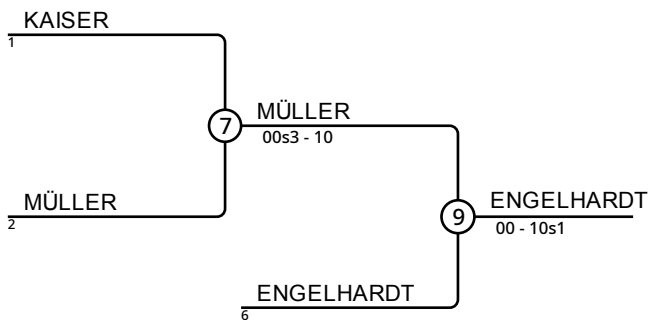 KAISER
1
7
MÜLLER
00s3 - 10
MÜLLER
2
9
ENGELHARDT
00 - 10s1
ENGELHARDT
6